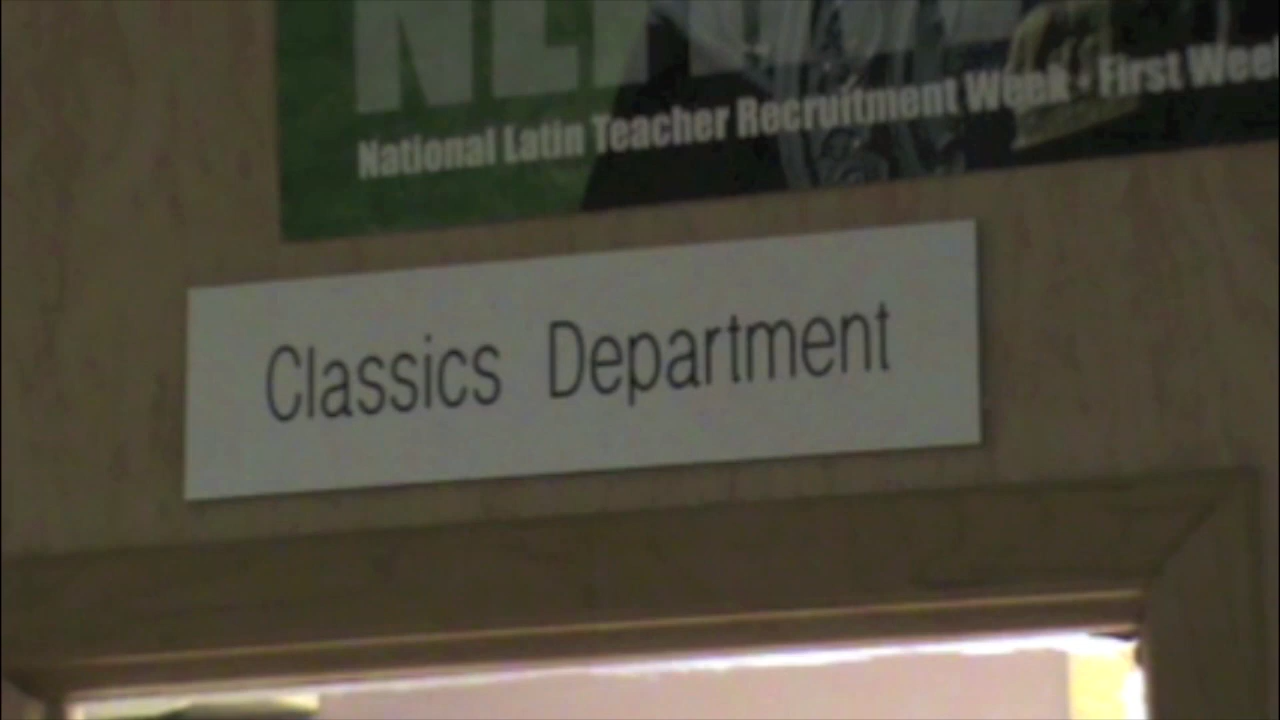 National Latin Teacher Recruitment Week • First Week
Classics Department